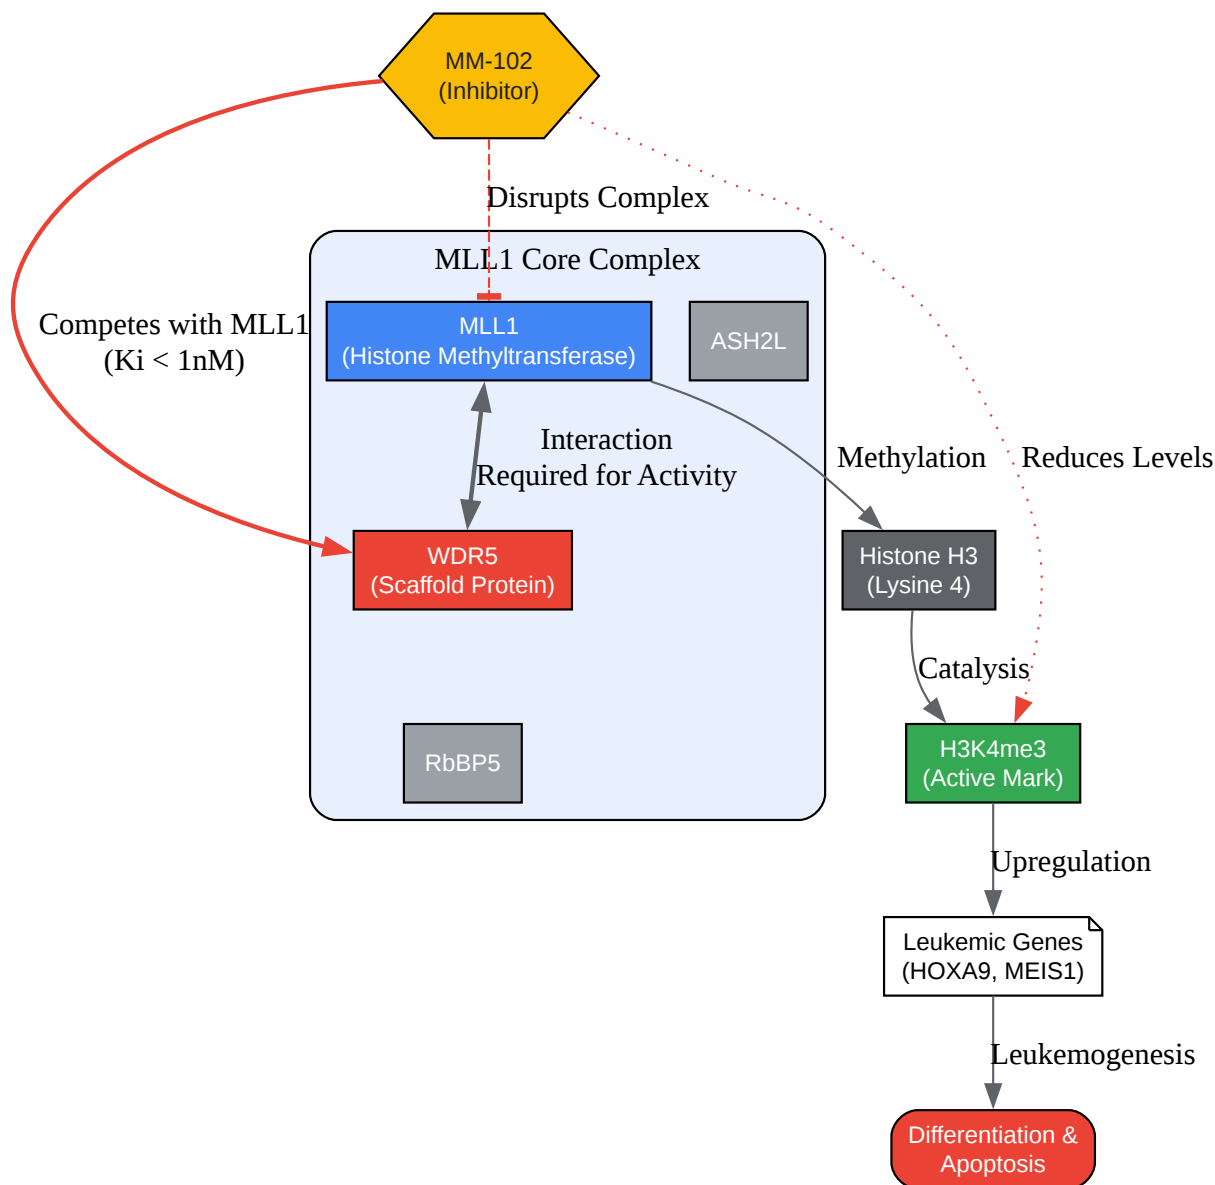 MM-102
(Inhibitor)
Disrupts Complex
MLL1 Core Complex
Competes with MLL1
(Ki < 1nM)
MLL1
(Histone Methyltransferase)
ASH2L
Interaction
Required for Activity
Methylation
Reduces Levels
WDR5
(Scaffold Protein)
Histone H3
(Lysine 4)
Catalysis
RbBP5
H3K4me3
(Active Mark)
Upregulation
Leukemic Genes
(HOXA9, MEIS1)
Leukemogenesis
Differentiation &
Apoptosis